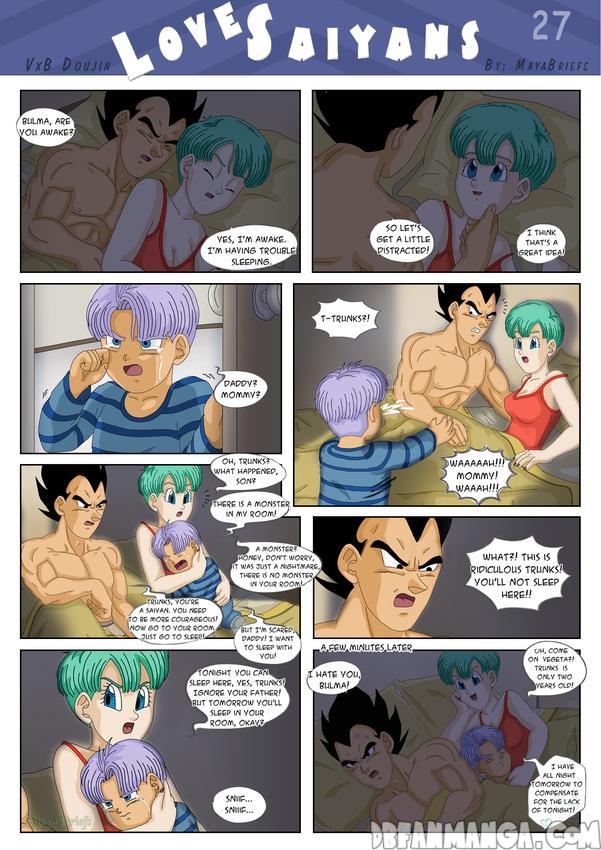 LOVE SAIYANS
27
VXB DOUJIN
BY: MAYABRIEFS
BULMA, ARE
YOU AWAKE?
YES, I'M AWAKE.
I'M HAVING TROUBLE
SLEEPING.
SO LET'S
GET A LITTLE
DISTRACTED!
I THINK
THAT'S A
GREAT IDEA!
DADDY?
MOMMY?
T-TRUNKS?!
WAAAAAH!!!
MOMMY!
WAAAH!!!
OH, TRUNKS?
WHAT HAPPENED,
SON?
THERE IS A MONSTER
IN MY ROOM!
A MONSTER?
HONEY, DON'T WORRY,
IT WAS JUST A NIGHTMARE,
THERE IS NO MONSTER
IN YOUR ROOM!
TRUNKS, YOU'RE
A SAIYAN. YOU NEED
TO BE MORE COURAGEOUS!
NOW GO TO YOUR ROOM
JUST GO TO SLEEP!
BUT I'M SCARED,
DADDY! I WANT
TO SLEEP WITH
YOU!
WHAT?! THIS IS
RIDICULOUS TRUNKS!
YOU'LL NOT SLEEP
HERE!!
TONIGHT YOU CAN
SLEEP HERE, YES, TRUNKS!
IGNORE YOUR FATHER!
BUT TOMORROW YOU'LL
SLEEP IN YOUR
ROOM, OKAY?
SNIIF...
SNIIIF...
A FEW MINUTES LATER
I HATE YOU,
BULMA!
UH, COME
ON VEGETA?!
TRUNKS IS
ONLY TWO
YEARS OLD!
I HAVE
ALL NIGHT
TOMORROW TO
COMPENSATE
FOR THE LACK
OF TONIGHT!
DBFANMANGA.COM